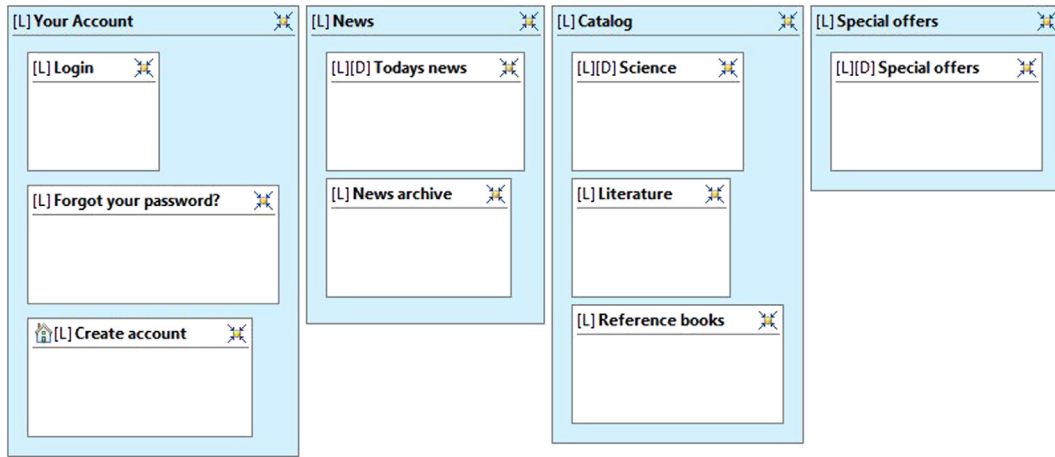 [L] Your Account
[L] Login
[L] Forgot your password?
[L] Create account
[L] News
[L][D] Todays news
[L] News archive
[L] Catalog
[L][D] Science
[L] Literature
[L] Reference books
[L] Special offers
[L][D] Special offers